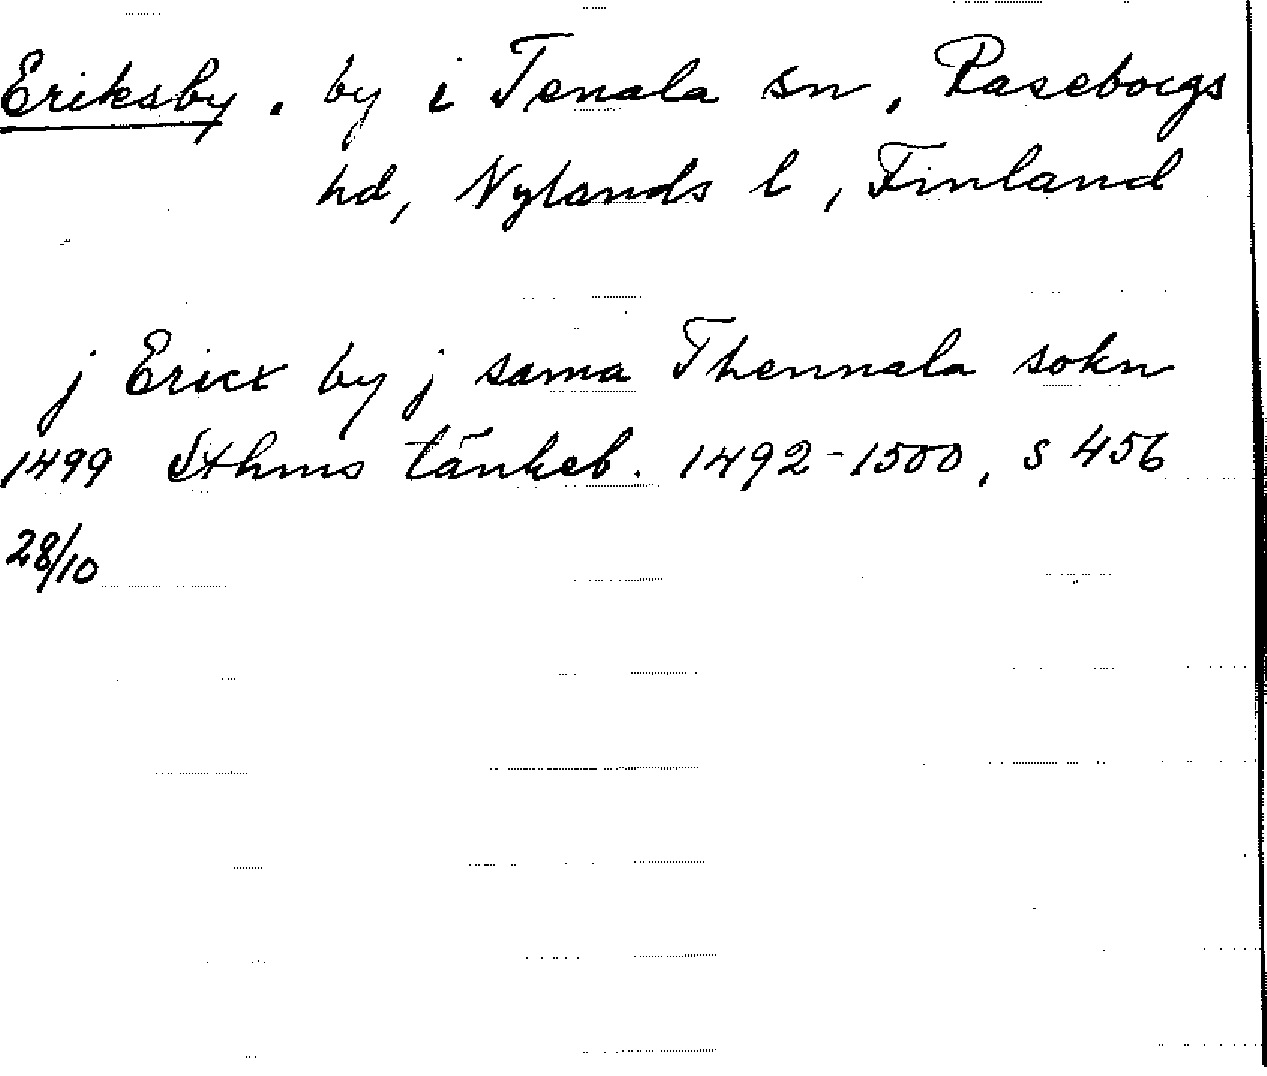 Eriksby. by i Tenala sn, Raseborgs
hd, Nylands l, Finland
j Ericx by j sama Thennala sokn
1499 Sthms tänkeb. 1492-1500, s 456
28/10